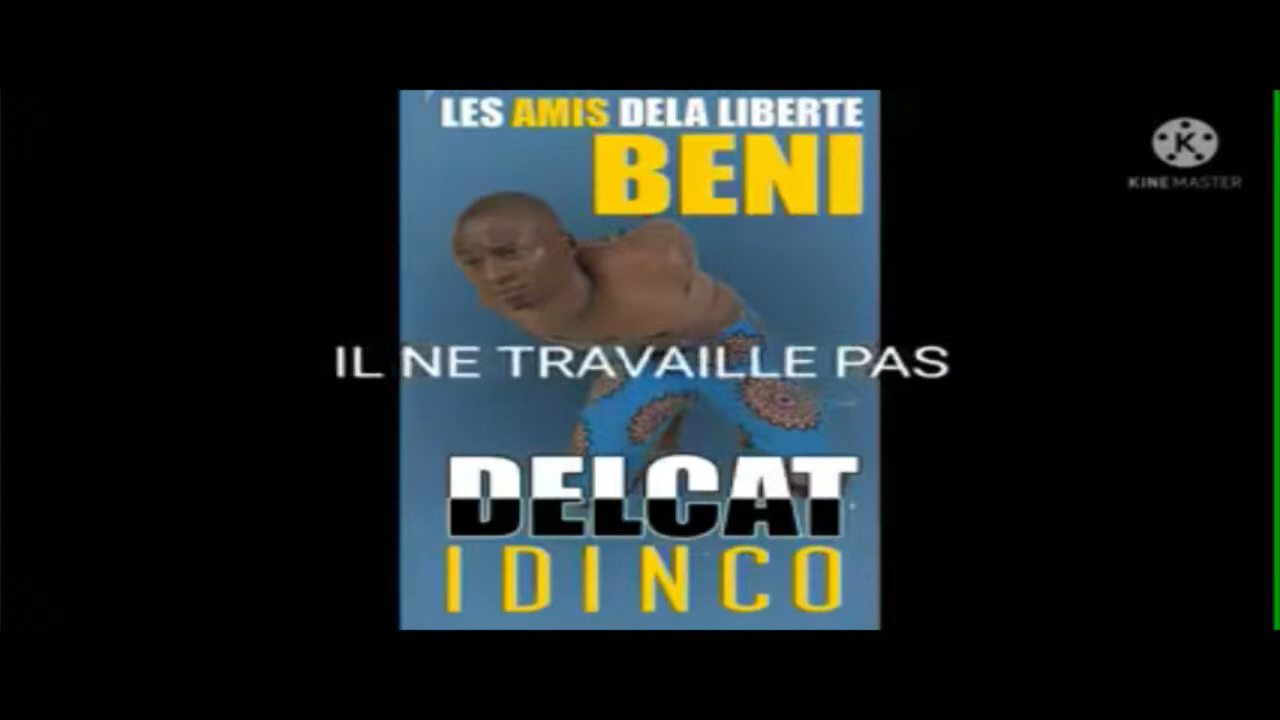 LES AMIS DELA LIBERTE
BENI
K
KINEMASTER
IL NE TRAVAILLE PAS
DELCAT
IDINCO